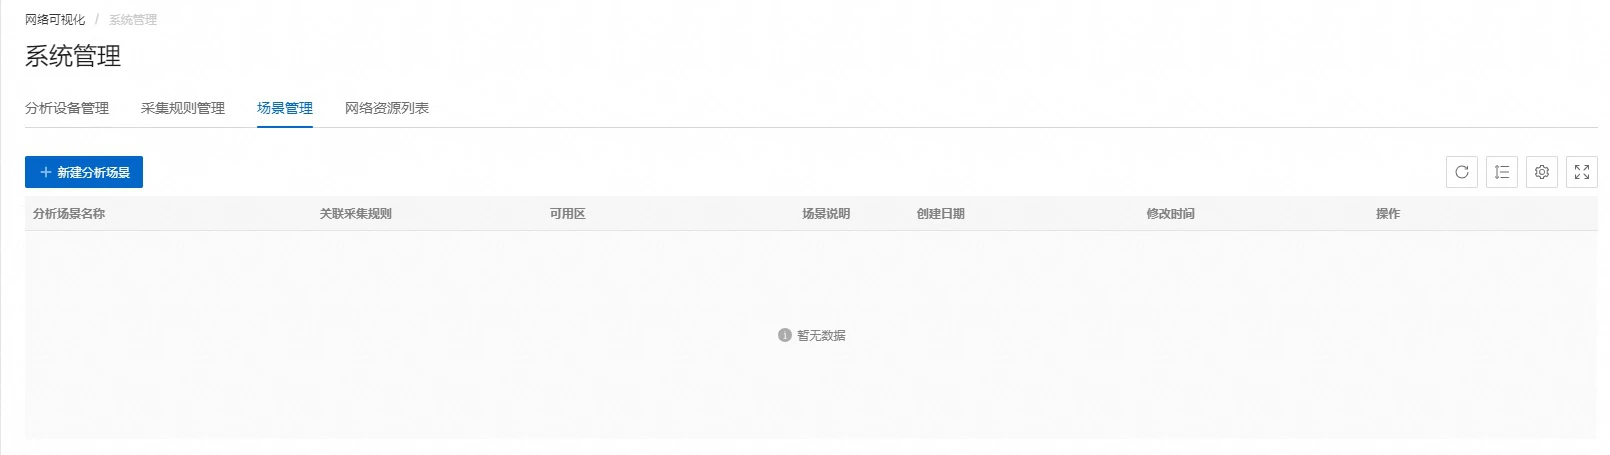 网络可视化 / 系统管理
系统管理
分析设备管理 采集规则管理 场景管理 网络资源列表
+ 新建分析场景
分析场景名称 关联采集规则 可用区 场景说明 创建日期 修改时间 操作
暂无数据